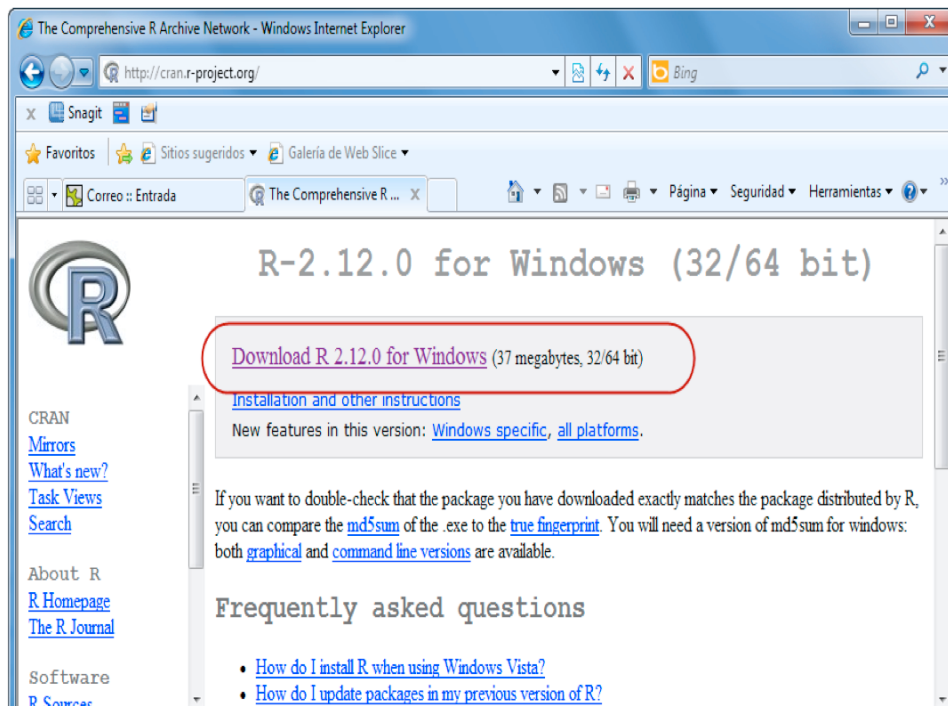 The Comprehensive R Archive Network - Windows Internet Explorer
http://cran.r-project.org/
Bing
x Snagit
Favoritos Sitios sugeridos Galería de Web Slice
Correo :: Entrada The Comprehensive R ... X Página Seguridad Herramientas »
R
R-2.12.0 for Windows (32/64 bit)
Download R 2.12.0 for Windows (37 megabytes, 32/64 bit)
Installation and other instructions
New features in this version: Windows specific, all platforms.
CRAN
Mirrors
What's new?
Task Views
Search
About R
R Homepage
The R Journal
Software
R Sources
If you want to double-check that the package you have downloaded exactly matches the package distributed by R,
you can compare the md5sum of the .exe to the true fingerprint. You will need a version of md5sum for windows:
both graphical and command line versions are available.
Frequently asked questions
• How do I install R when using Windows Vista?
• How do I update packages in my previous version of R?